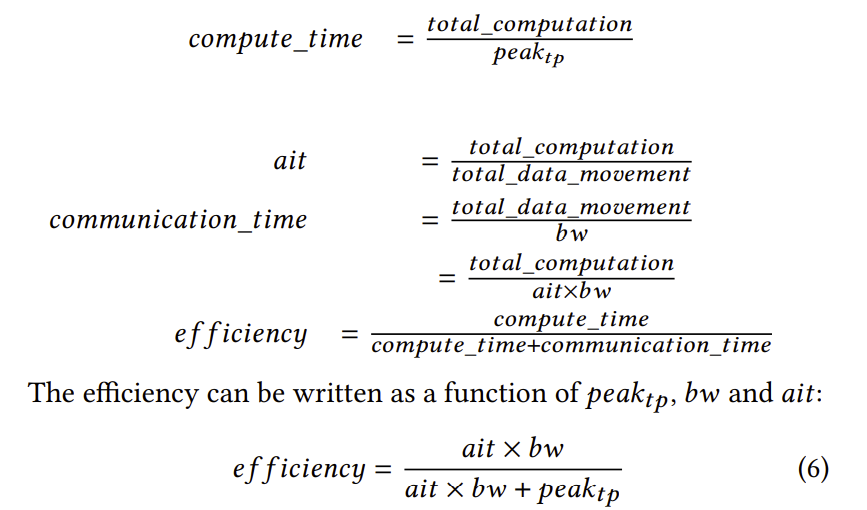 compute_time = total_computation / peak_tp
ait = total_computation / total_data_movement
communication_time = total_data_movement / bw
= total_computation / ait×bw
efficiency = compute_time / compute_time+communication_time
The efficiency can be written as a function of peak_tp, bw and ait:
efficiency = ait × bw / ait × bw + peak_tp (6)